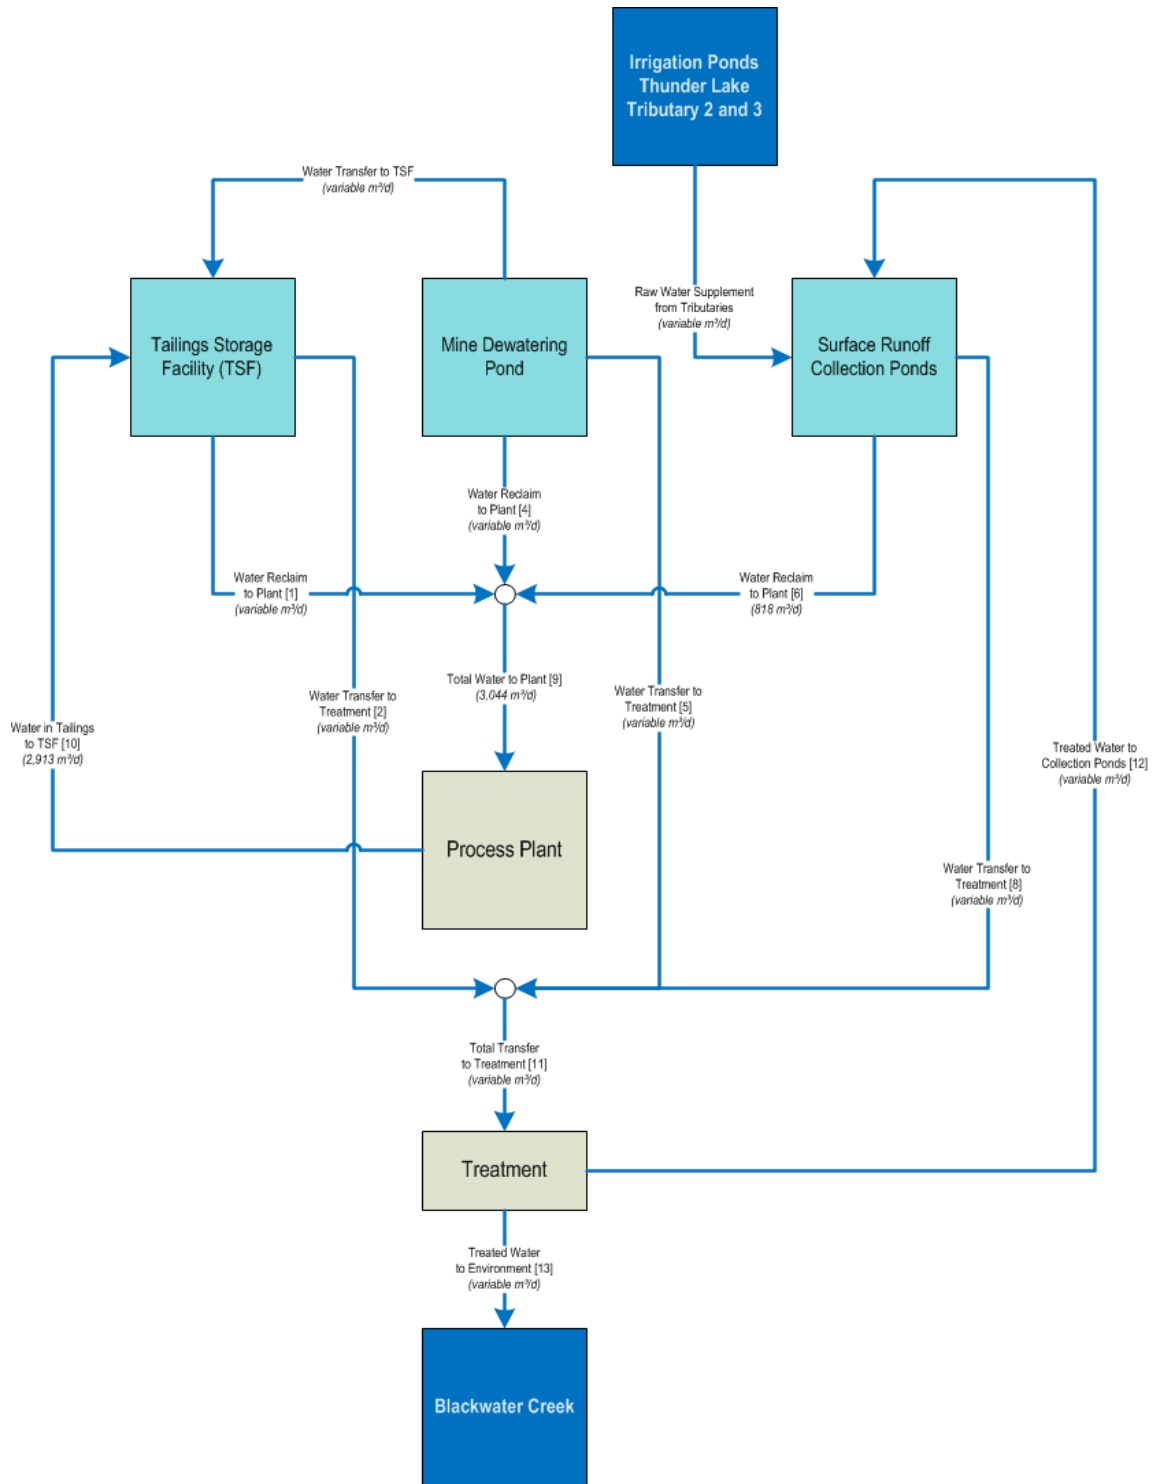 Irrigation Ponds
Thunder Lake
Tributary 2 and 3
Water Transfer to TSF
(variable m³/d)
Raw Water Supplement
from Tributaries
(variable m³/d)
Tailings Storage
Facility (TSF)
Mine Dewatering
Pond
Surface Runoff
Collection Ponds
Water Reclaim
to Plant [4]
(variable m³/d)
Water Reclaim
to Plant [1]
(variable m³/d)
Water Reclaim
to Plant [6]
(818 m³/d)
Total Water to Plant [9]
(3,044 m³/d)
Water Transfer to
Treatment [2]
(variable m³/d)
Water Transfer to
Treatment [5]
(variable m³/d)
Water in Tailings
to TSF [10]
(2,913 m³/d)
Treated Water to
Collection Ponds [12]
(variable m³/d)
Process Plant
Water Transfer to
Treatment [8]
(variable m³/d)
Total Transfer
to Treatment [11]
(variable m³/d)
Treatment
Treated Water
to Environment [13]
(variable m³/d)
Blackwater Creek